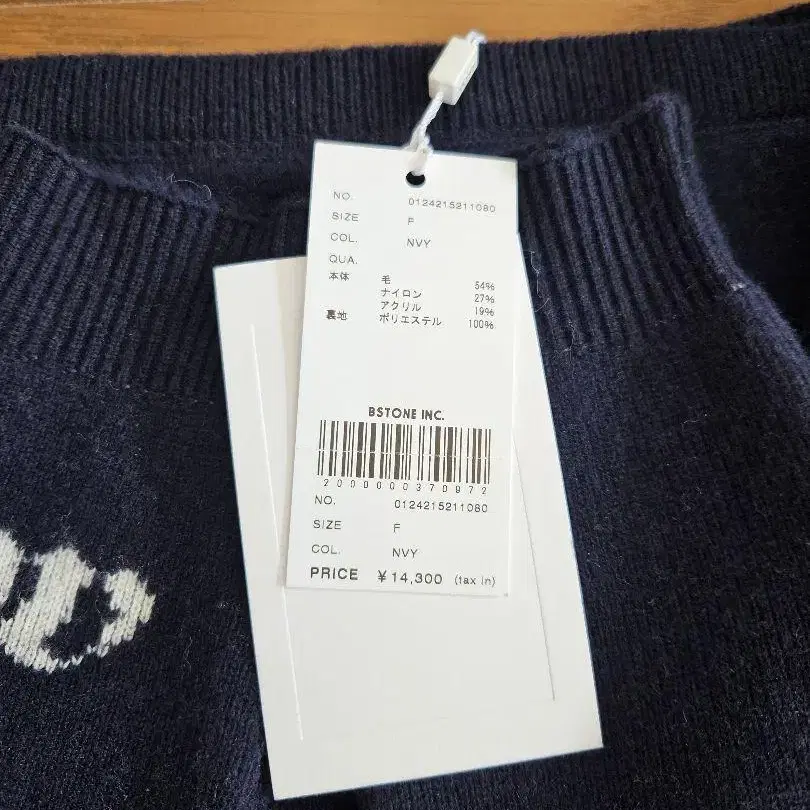 NO. 0124215211080
SIZE F
COL. NVY
QUA.
本体 毛 54%
ナイロン 27%
アクリル 19%
裏地 ポリエステル 100%
BSTONE INC.
2000000370972
NO. 0124215211080
SIZE F
COL. NVY
PRICE ¥14,300 (tax in)